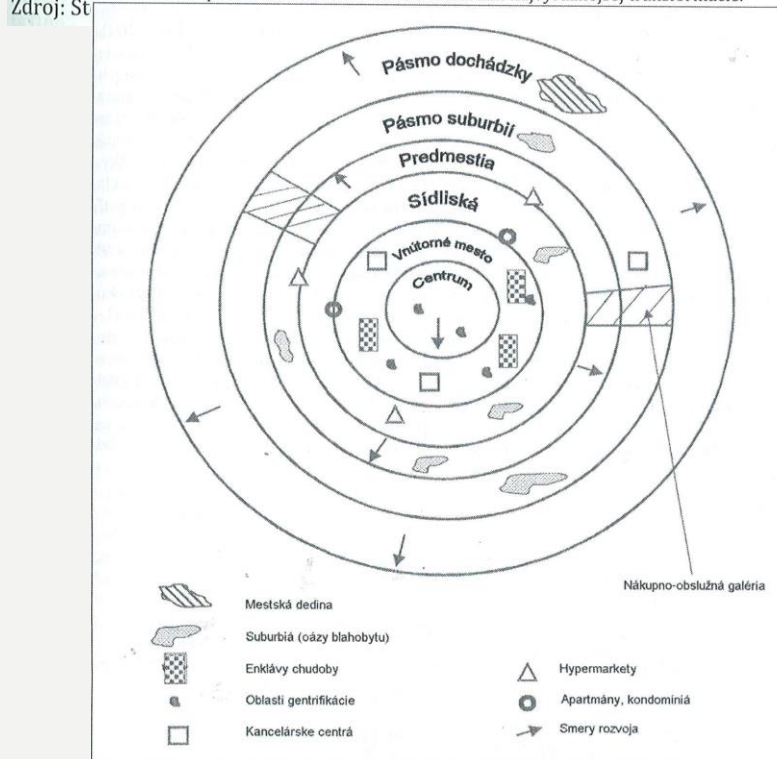 Zdroj: St
Pásmo dochádzky
Pásmo suburbií
Predmestia
Sídliská
Vnútorné mesto
Centrum
Nákupno-obslužná galéria
Mestská dedina
Suburbiá (oázy blahobytu)
Enklávy chudoby
Oblasti gentrifikácie
Kancelárske centrá
Hypermarkety
Apartmány, kondomíniá
Smery rozvoja